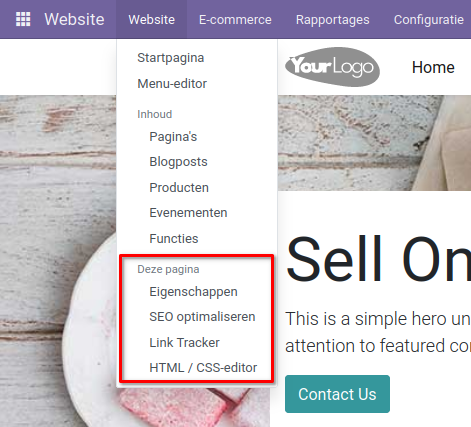 Website Website E-commerce Rapportages Configuratie
Startpagina
YourLogo Home
Menu-editor
Inhoud
Pagina's
Blogposts
Producten
Evenementen
Functies
Deze pagina
Eigenschappen
SEO optimaliseren
Link Tracker
HTML / CSS-editor
Sell On
This is a simple hero un
attention to featured co
Contact Us